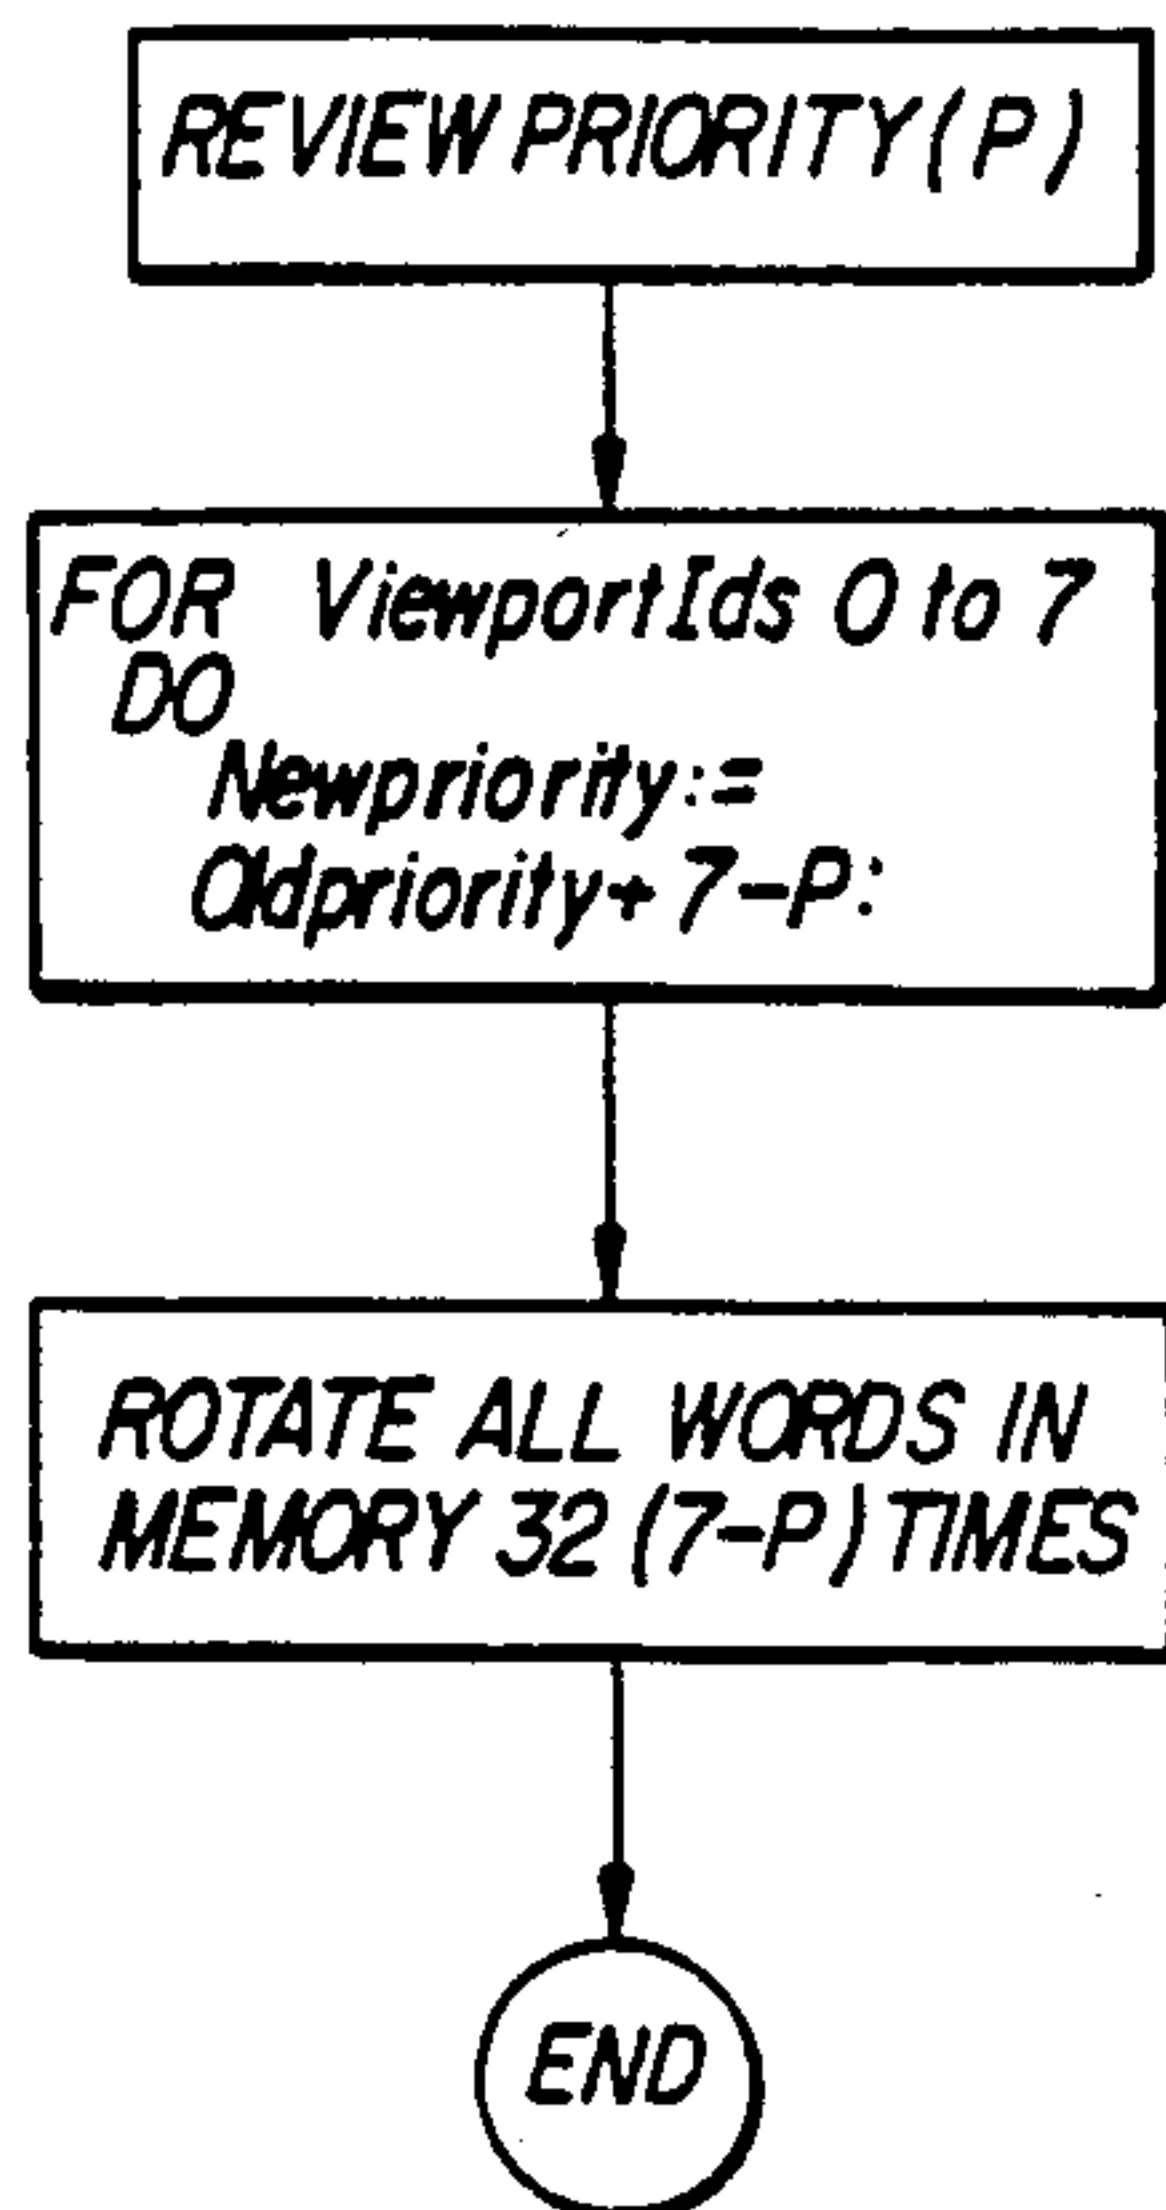 REVIEW PRIORITY (P)
FOR ViewportIds 0 to 7
DO
Newpriority:=
Oldpriority+ 7-P:
ROTATE ALL WORDS IN
MEMORY 32 (7-P) TIMES
END